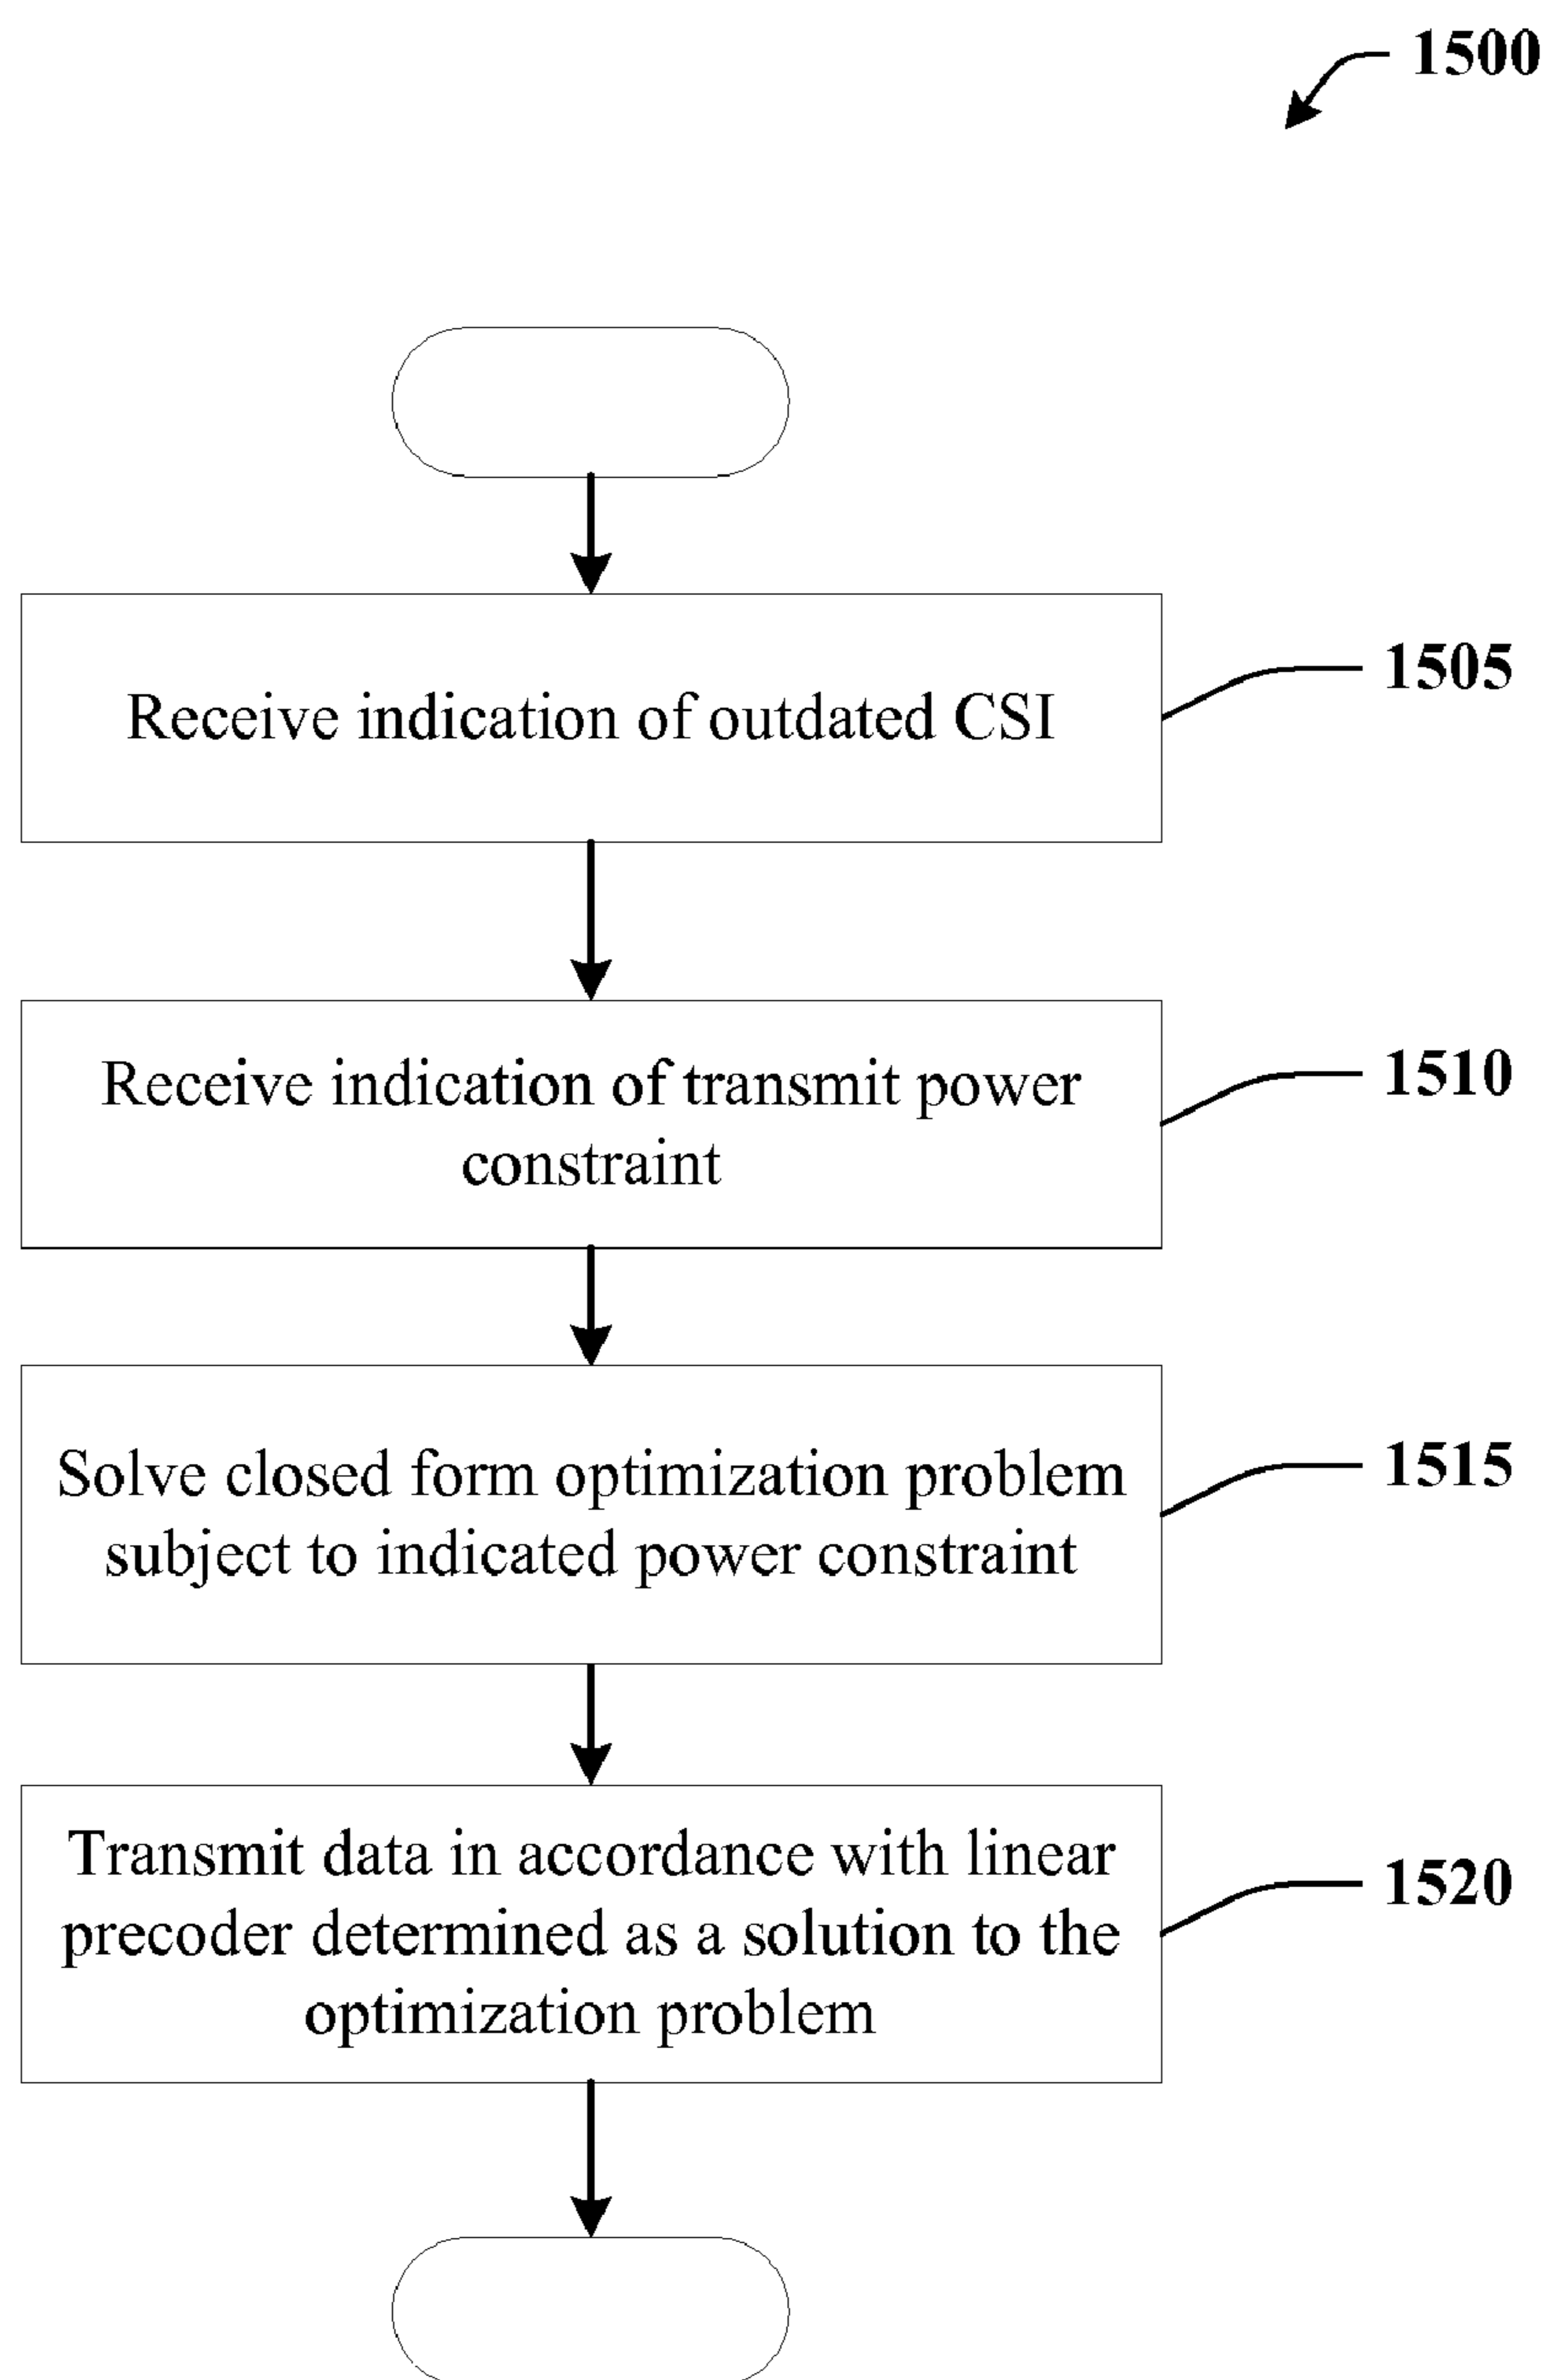 1500
Receive indication of outdated CSI
1505
Receive indication of transmit power
constraint
1510
Solve closed form optimization problem
subject to indicated power constraint
1515
Transmit data in accordance with linear
precoder determined as a solution to the
optimization problem
1520